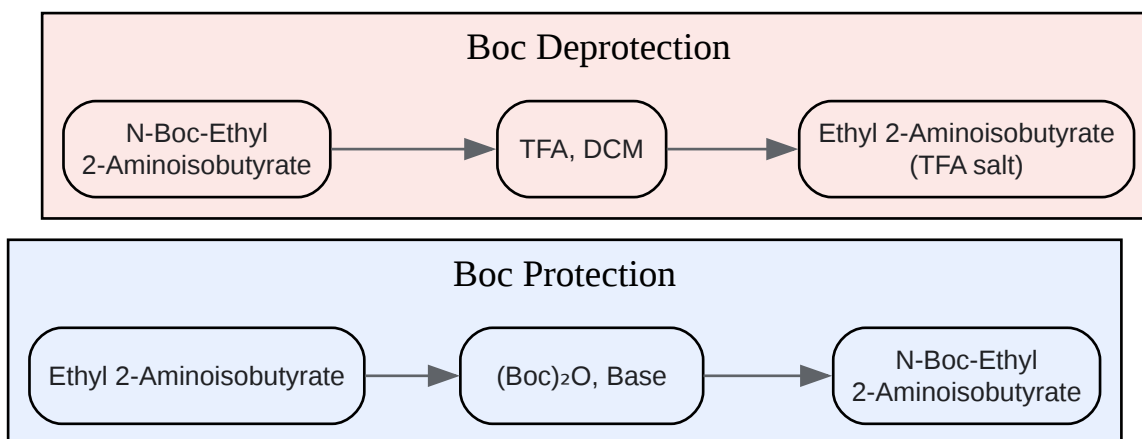 Boc Deprotection
N-Boc-Ethyl
2-Aminoisobutyrate
TFA, DCM
Ethyl 2-Aminoisobutyrate
(TFA salt)
Boc Protection
Ethyl 2-Aminoisobutyrate
(Boc)₂O, Base
N-Boc-Ethyl
2-Aminoisobutyrate